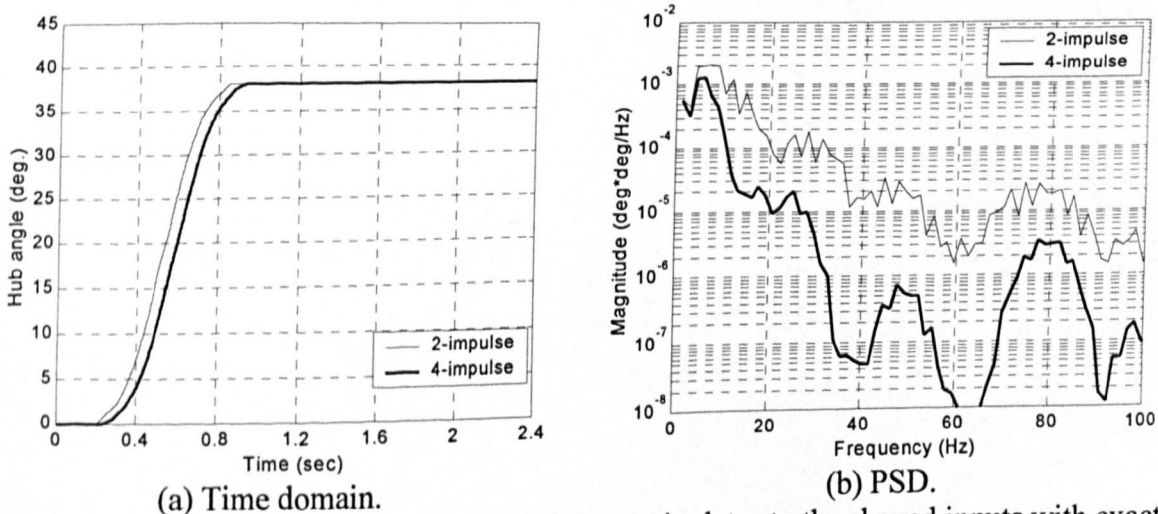 45
40
35
30
25
20
15
10
5
0
0
0.4
0.8
1.2
1.6
2
2.4
Hub angle (deg.)
Time (sec)
2-impulse
4-impulse
(a) Time domain.
10^-2
10^-3
10^-4
10^-5
10^-6
10^-7
10^-8
0
20
40
60
80
100
Magnitude (deg*deg/Hz)
Frequency (Hz)
2-impulse
4-impulse
(b) PSD.
inputs with exact